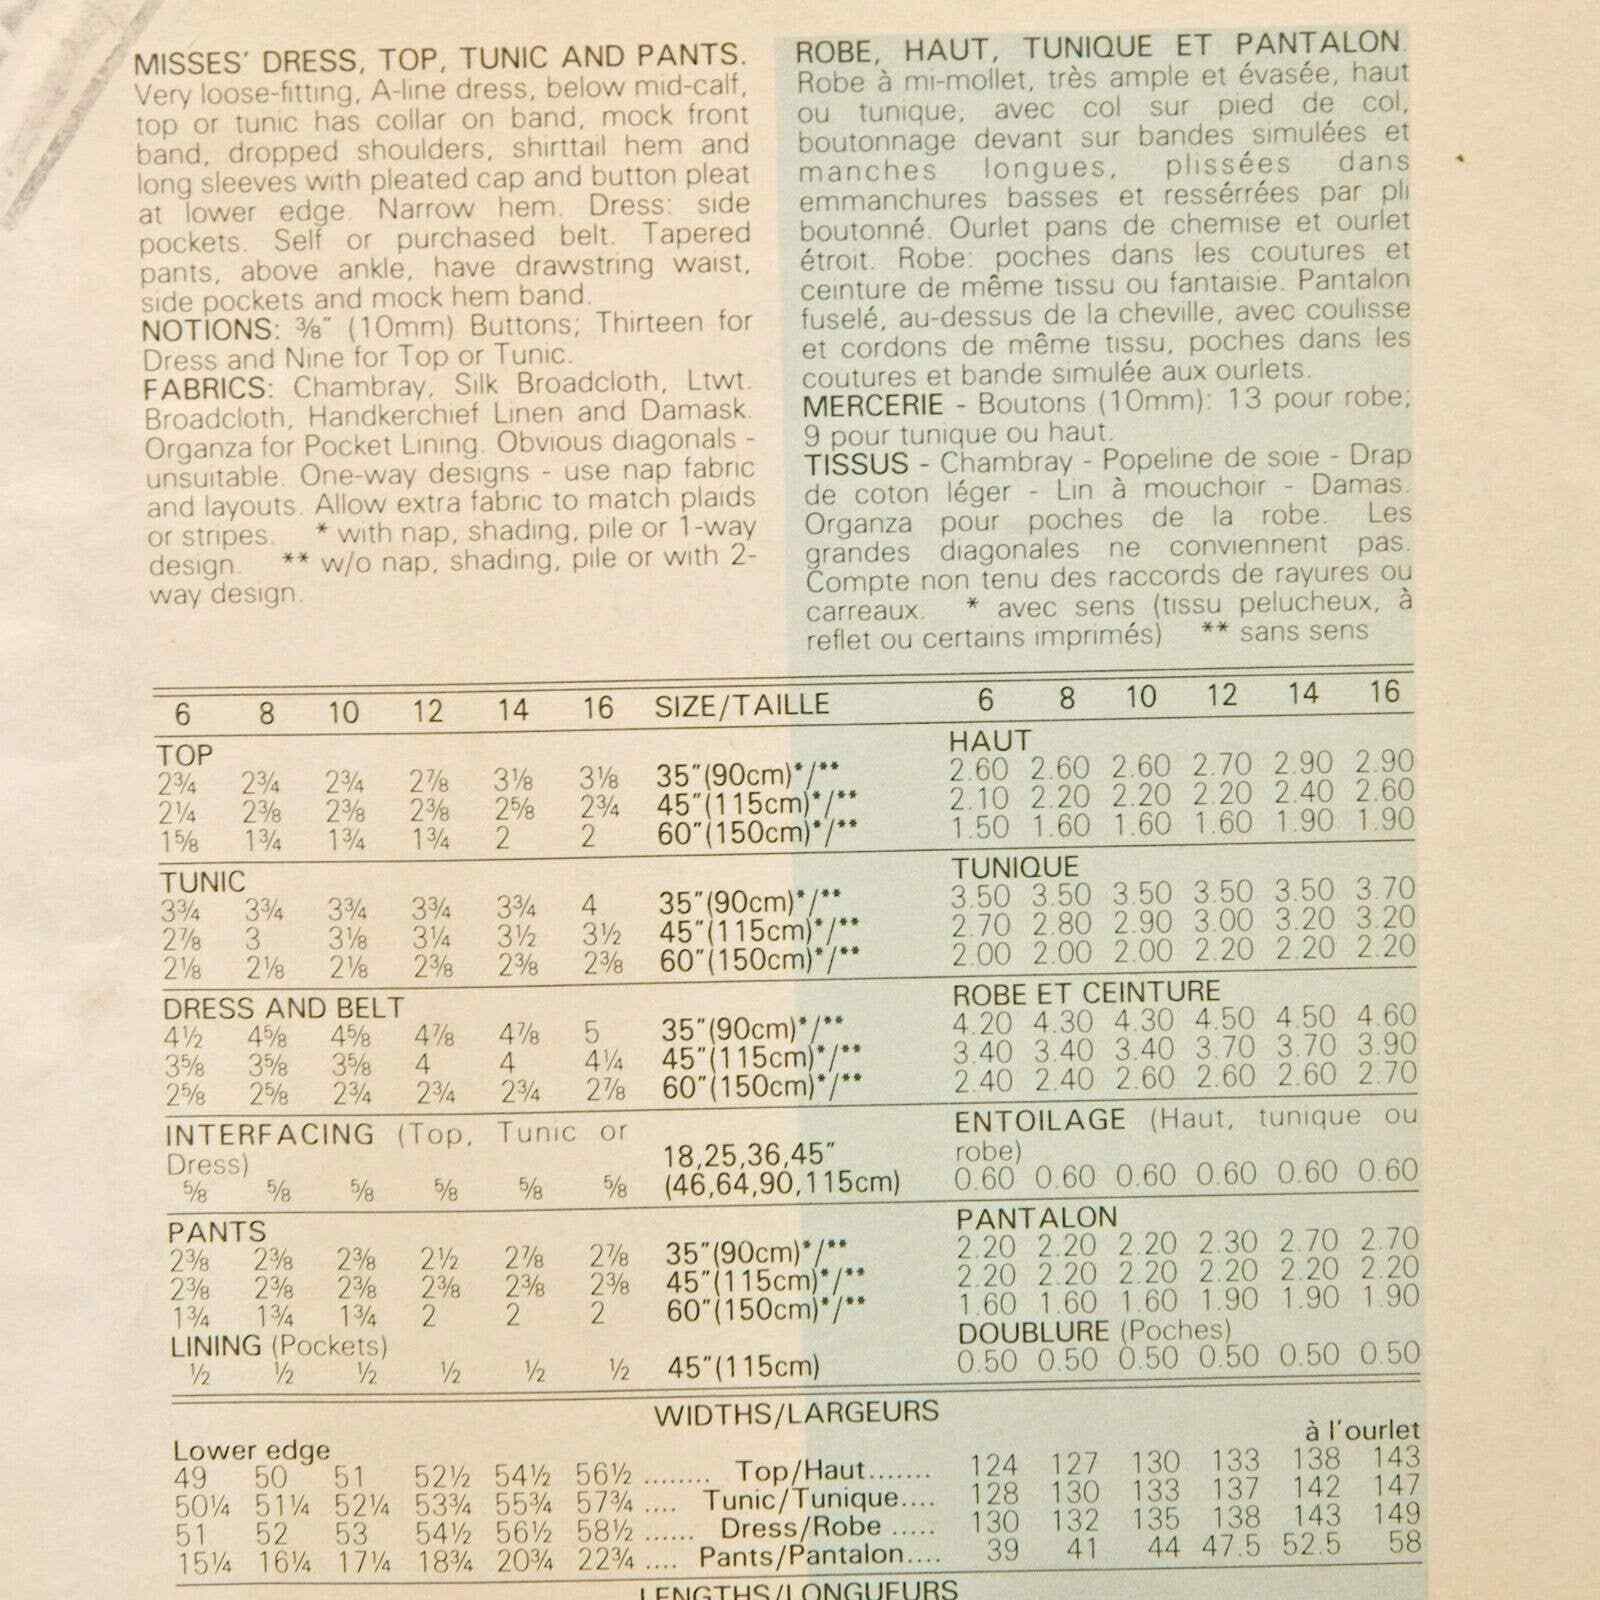 MISSES' DRESS, TOP, TUNIC AND PANTS.
Very loose-fitting, A-line dress, below mid-calf,
top or tunic has collar on band, mock front
band, dropped shoulders, shirttail hem and
long sleeves with pleated cap and button pleat
at lower edge. Narrow hem. Dress: side
pockets. Self or purchased belt. Tapered
pants, above ankle, have drawstring waist,
side pockets and mock hem band.
NOTIONS: ⅜" (10mm) Buttons; Thirteen for
Dress and Nine for Top or Tunic.
FABRICS: Chambray, Silk Broadcloth, Ltwt.
Broadcloth, Handkerchief Linen and Damask.
Organza for Pocket Lining. Obvious diagonals -
unsuitable. One-way designs - use nap fabric
and layouts. Allow extra fabric to match plaids
or stripes. * with nap, shading, pile or 1-way
design. ** w/o nap, shading, pile or with 2-
way design.
ROBE, HAUT, TUNIQUE ET PANTALON.
Robe à mi-mollet, très ample et évasée, haut
ou tunique, avec col sur pied de col,
boutonnage devant sur bandes simulées et
manches longues, plissées dans
emmanchures basses et ressérrées par pli
boutonné. Ourlet pans de chemise et ourlet
étroit. Robe: poches dans les coutures et
ceinture de même tissu ou fantaisie. Pantalon
fuselé, au-dessus de la cheville, avec coulisse
et cordons de même tissu, poches dans les
coutures et bande simulée aux ourlets.
MERCERIE - Boutons (10mm): 13 pour robe;
9 pour tunique ou haut.
TISSUS - Chambray - Popeline de soie - Drap
de coton léger - Lin à mouchoir - Damas.
Organza pour poches de la robe. Les
grandes diagonales ne conviennent pas.
Compte non tenu des raccords de rayures ou
carreaux. * avec sens (tissu pelucheux, à
reflet ou certains imprimés) ** sans sens
6 8 10 12 14 16 SIZE/TAILLE 6 8 10 12 14 16
TOP HAUT
2¾ 2¾ 2¾ 2⅞ 3⅛ 3⅛ 35"(90cm)*/** 2.60 2.60 2.60 2.70 2.90 2.90
2¼ 2⅜ 2⅜ 2⅜ 2⅝ 2¾ 45"(115cm)*/** 2.10 2.20 2.20 2.20 2.40 2.60
1⅝ 1¾ 1¾ 1¾ 2 2 60"(150cm)*/** 1.50 1.60 1.60 1.60 1.90 1.90
TUNIC TUNIQUE
3¾ 3¾ 3¾ 3¾ 3¾ 4 35"(90cm)*/** 3.50 3.50 3.50 3.50 3.50 3.70
2⅞ 3 3⅛ 3¼ 3½ 3½ 45"(115cm)*/** 2.70 2.80 2.90 3.00 3.20 3.20
2⅛ 2⅛ 2⅛ 2⅜ 2⅜ 2⅜ 60"(150cm)*/** 2.00 2.00 2.00 2.20 2.20 2.20
DRESS AND BELT ROBE ET CEINTURE
4½ 4⅝ 4⅝ 4⅞ 4⅞ 5 35"(90cm)*/** 4.20 4.30 4.30 4.50 4.50 4.60
3⅝ 3⅝ 3⅝ 4 4 4¼ 45"(115cm)*/** 3.40 3.40 3.40 3.70 3.70 3.90
2⅝ 2⅝ 2¾ 2¾ 2¾ 2⅞ 60"(150cm)*/** 2.40 2.40 2.60 2.60 2.60 2.70
INTERFACING (Top, Tunic or ENTOILAGE (Haut, tunique ou
Dress) 18,25,36,45" robe)
⅝ ⅝ ⅝ ⅝ ⅝ ⅝ (46,64,90,115cm) 0.60 0.60 0.60 0.60 0.60 0.60
PANTS PANTALON
2⅜ 2⅜ 2⅜ 2½ 2⅞ 2⅞ 35"(90cm)*/** 2.20 2.20 2.20 2.30 2.70 2.70
2⅜ 2⅜ 2⅜ 2⅜ 2⅜ 2⅜ 45"(115cm)*/** 2.20 2.20 2.20 2.20 2.20 2.20
1¾ 1¾ 1¾ 2 2 2 60"(150cm)*/** 1.60 1.60 1.60 1.90 1.90 1.90
LINING (Pockets) DOUBLURE (Poches)
½ ½ ½ ½ ½ ½ 45"(115cm) 0.50 0.50 0.50 0.50 0.50 0.50
WIDTHS/LARGEURS
Lower edge à l'ourlet
49 50 51 52½ 54½ 56½ ........ Top/Haut....... 124 127 130 133 138 143
50¼ 51¼ 52¼ 53¾ 55¾ 57¾ .... Tunic/Tunique.... 128 130 133 137 142 147
51 52 53 54½ 56½ 58½ ...... Dress/Robe ..... 130 132 135 138 143 149
15¼ 16¼ 17¼ 18¾ 20¾ 22¾ .... Pants/Pantalon.... 39 41 44 47.5 52.5 58
LENGTHS/LONGUEURS